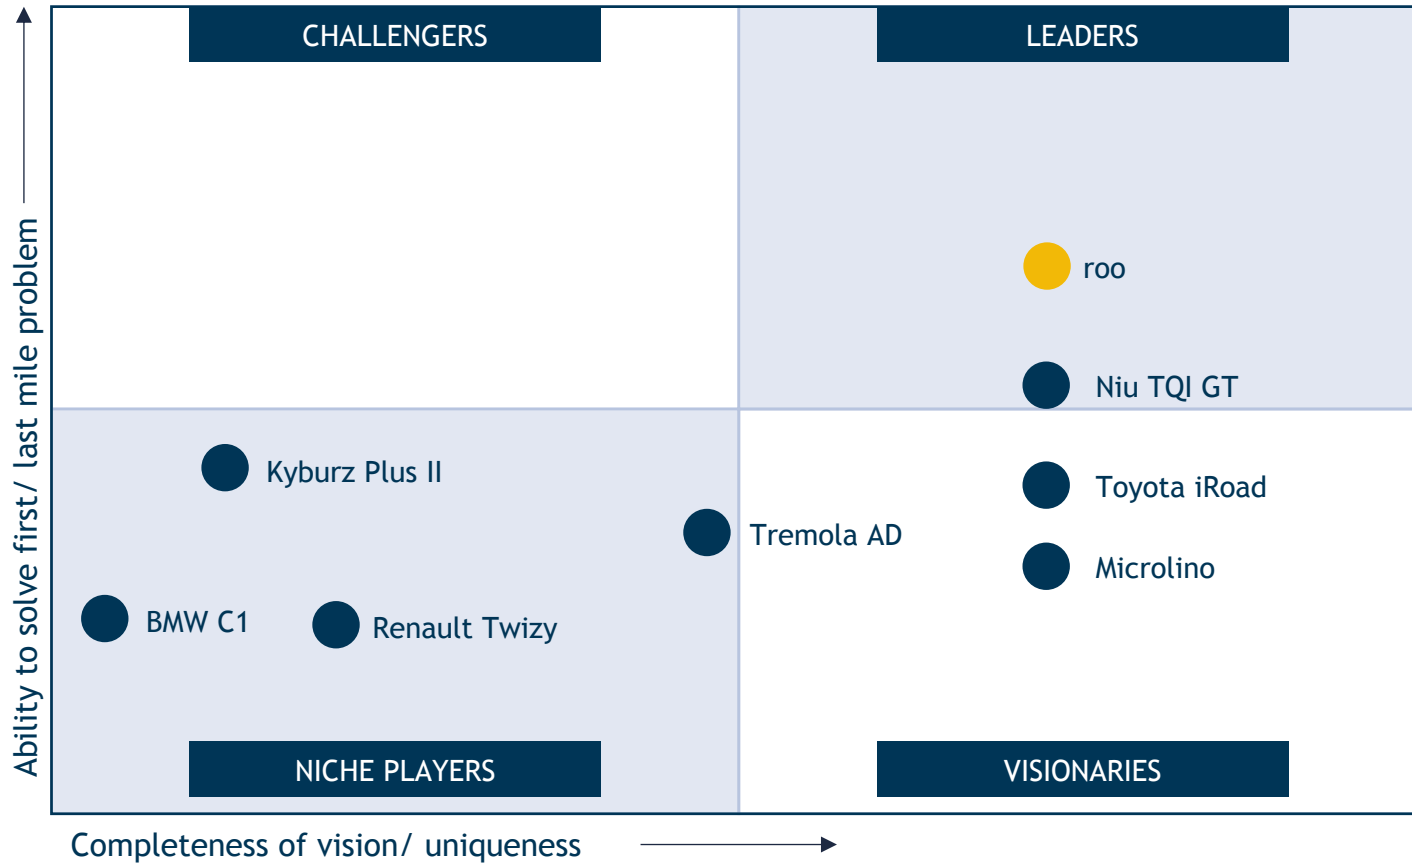 CHALLENGERS
LEADERS
Ability to solve first/ last mile problem
roo
Niu TQI GT
Kyburz Plus II
Toyota iRoad
Tremola AD
Microlino
BMW C1
Renault Twizy
NICHE PLAYERS
VISIONARIES
Completeness of vision/ uniqueness